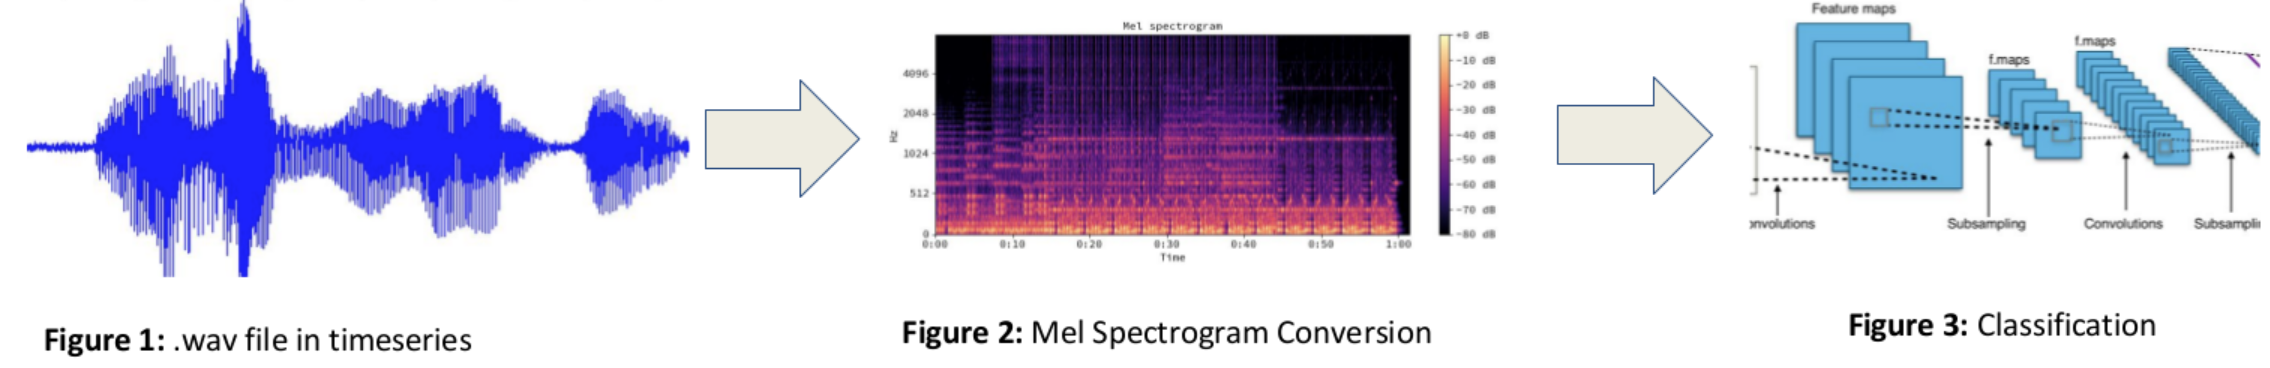 Mel spectrogram
Hz
4096
2048
1024
512
0
0:00 0:10 0:20 0:30 0:40 0:50 1:00
Time
+0 dB
-10 dB
-20 dB
-30 dB
-40 dB
-50 dB
-60 dB
-70 dB
-80 dB
Feature maps
f.maps
f.maps
onvolutions
Subsampling
Convolutions
Subsampli
Figure 1: .wav file in timeseries
Figure 2: Mel Spectrogram Conversion
Figure 3: Classification